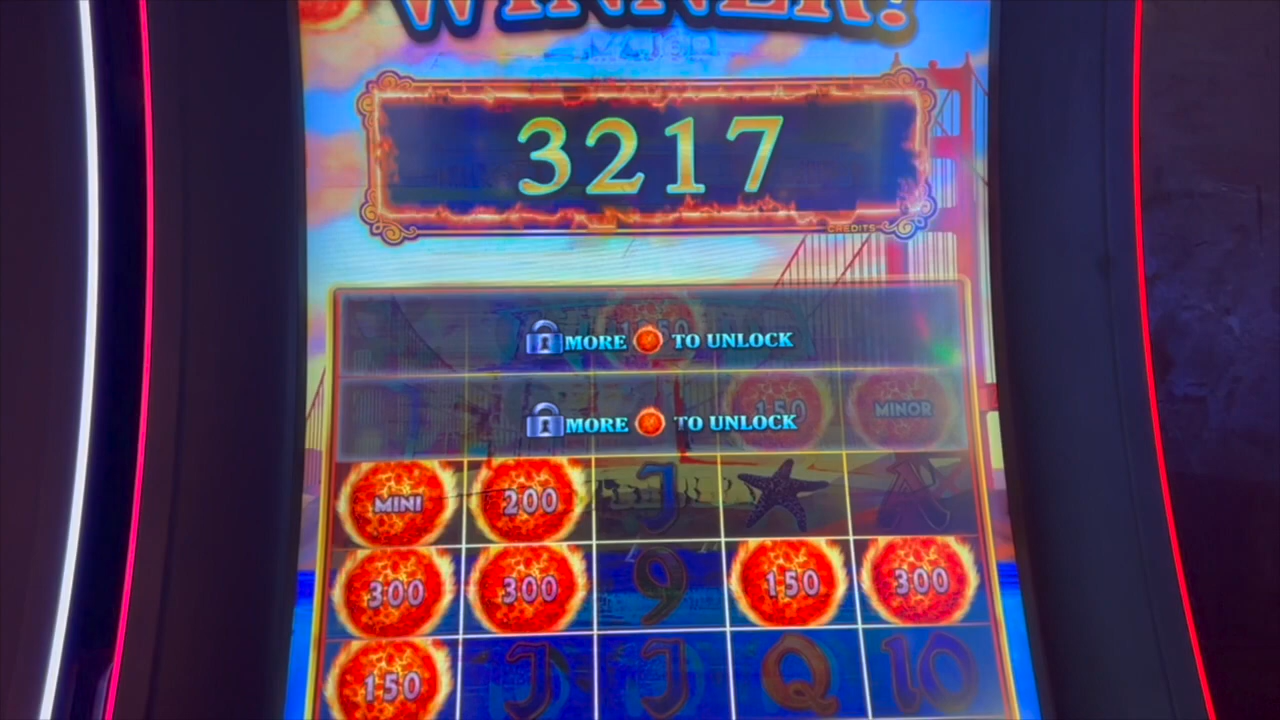 WINNER!
3217
CREDITS
MORE TO UNLOCK
150 MINOR
MORE TO UNLOCK
MINI 200 J A
300 300 9 150 300
150 J J Q 10